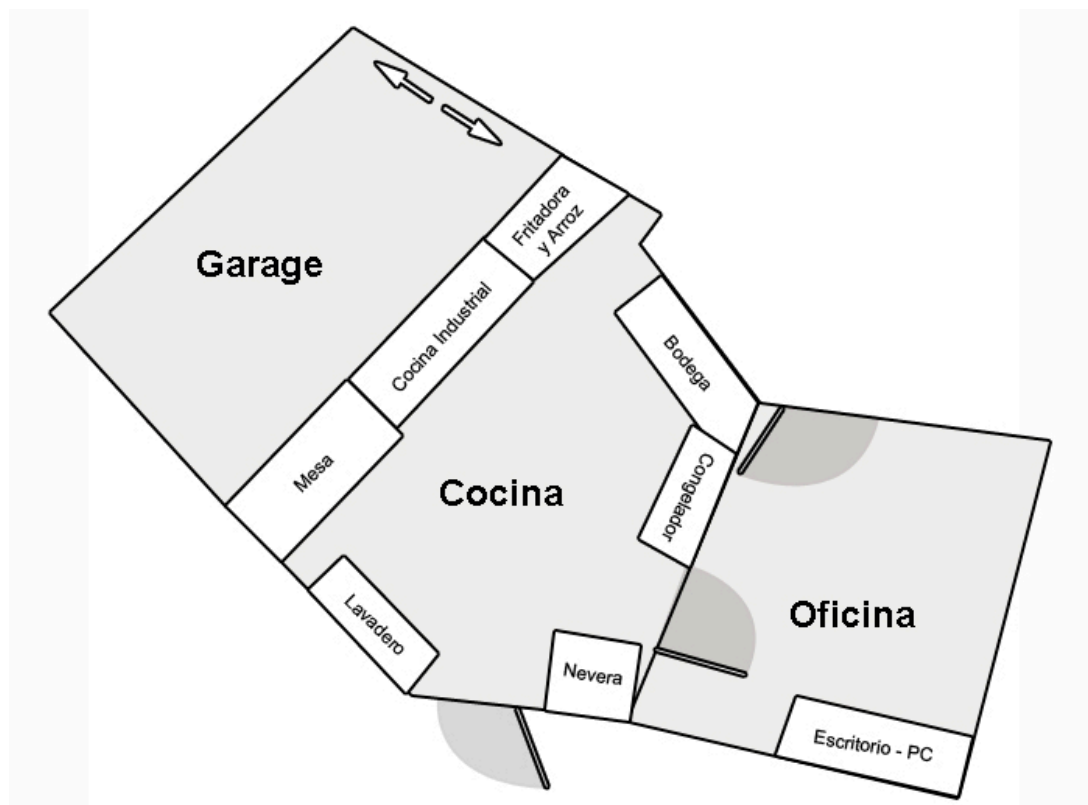 Garage
Fritadora
y Arroz
Cocina Industrial
Bodega
Mesa
Cocina
Congelador
Lavadero
Oficina
Nevera
Escritorio - PC